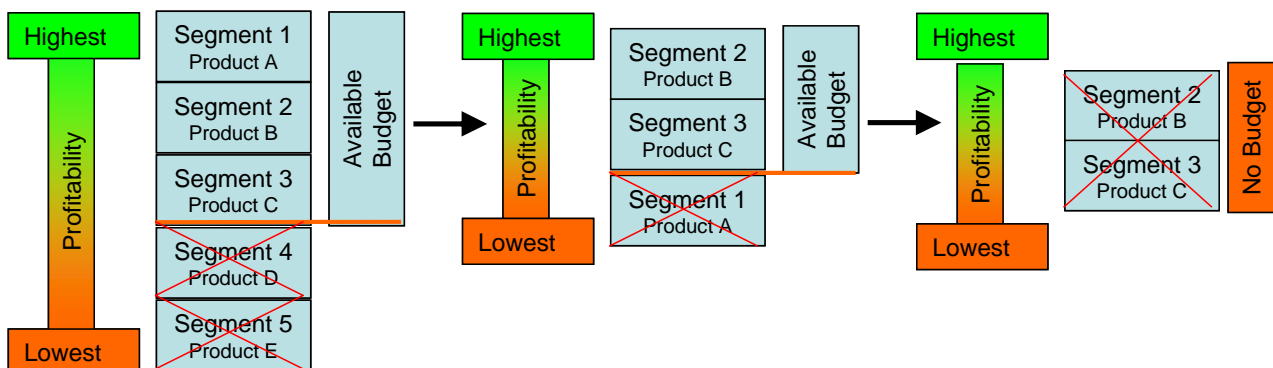 Highest
Profitability
Lowest
Segment 1
Product A
Segment 2
Product B
Segment 3
Product C
Segment 4
Product D
Segment 5
Product E
Available
Budget
Highest
Profitability
Lowest
Segment 2
Product B
Segment 3
Product C
Segment 1
Product A
Available
Budget
Highest
Profitability
Lowest
Segment 2
Product B
Segment 3
Product C
No Budget